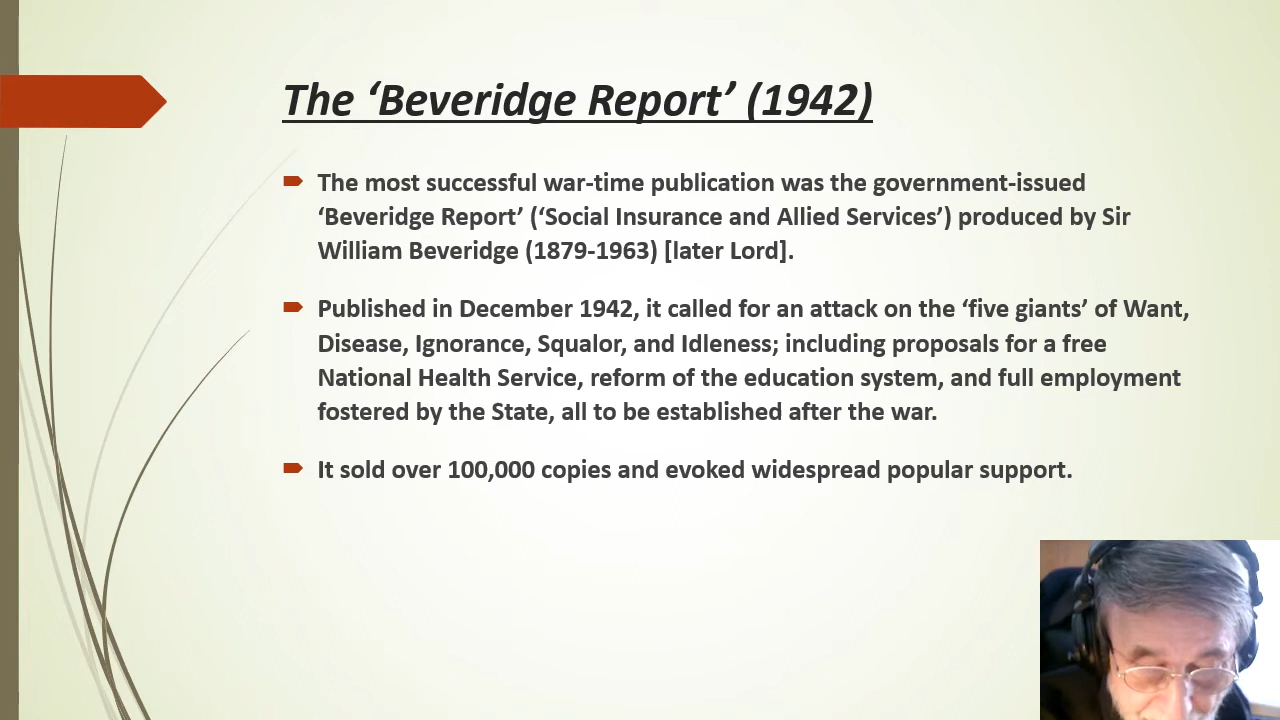 The ‘Beveridge Report’ (1942)
The most successful war-time publication was the government-issued
‘Beveridge Report’ (‘Social Insurance and Allied Services’) produced by Sir
William Beveridge (1879-1963) [later Lord].
Published in December 1942, it called for an attack on the ‘five giants’ of Want,
Disease, Ignorance, Squalor, and Idleness; including proposals for a free
National Health Service, reform of the education system, and full employment
fostered by the State, all to be established after the war.
It sold over 100,000 copies and evoked widespread popular support.